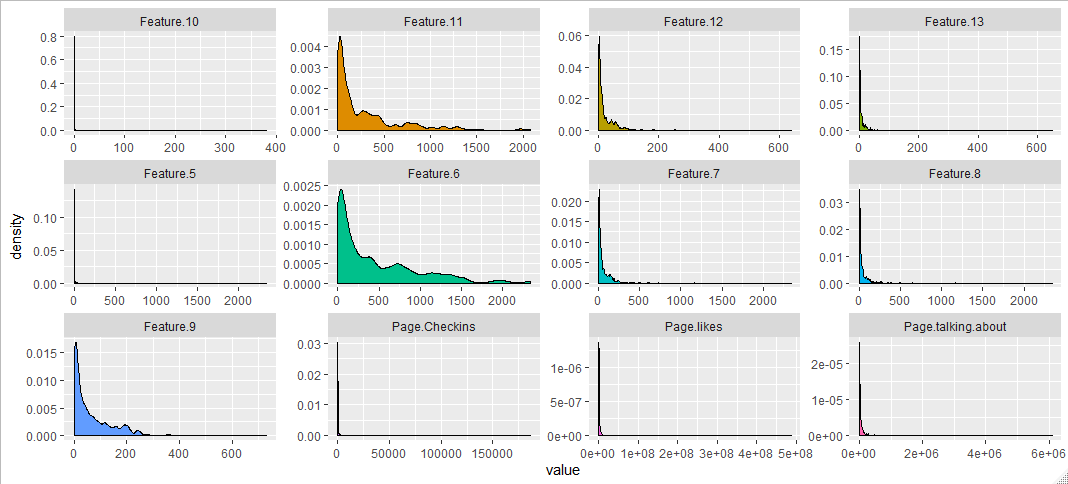 Feature.10 Feature.11 Feature.12 Feature.13
0.8 0.6 0.4 0.2 0.0
0.004 0.003 0.002 0.001 0.000
0.06 0.04 0.02 0.00
0.15 0.10 0.05 0.00
0 100 200 300 400
0 500 1000 1500 2000
0 200 400 600
0 200 400 600
Feature.5 Feature.6 Feature.7 Feature.8
0.10 0.05 0.00
0.0025 0.0020 0.0015 0.0010 0.0005 0.0000
0.020 0.015 0.010 0.005 0.000
0.03 0.02 0.01 0.00
0 500 1000 1500 2000
0 500 1000 1500 2000
0 500 1000 1500 2000
0 500 1000 1500 2000
Feature.9 Page.Checkins Page.likes Page.talking.about
0.015 0.010 0.005 0.000
0.03 0.02 0.01 0.00
1e-06 5e-07 0e+00
2e-05 1e-05 0e+00
0 200 400 600
0 50000 100000 150000
0e+00 1e+08 2e+08 3e+08 4e+08 5e+08
0e+00 2e+06 4e+06 6e+06
density
value